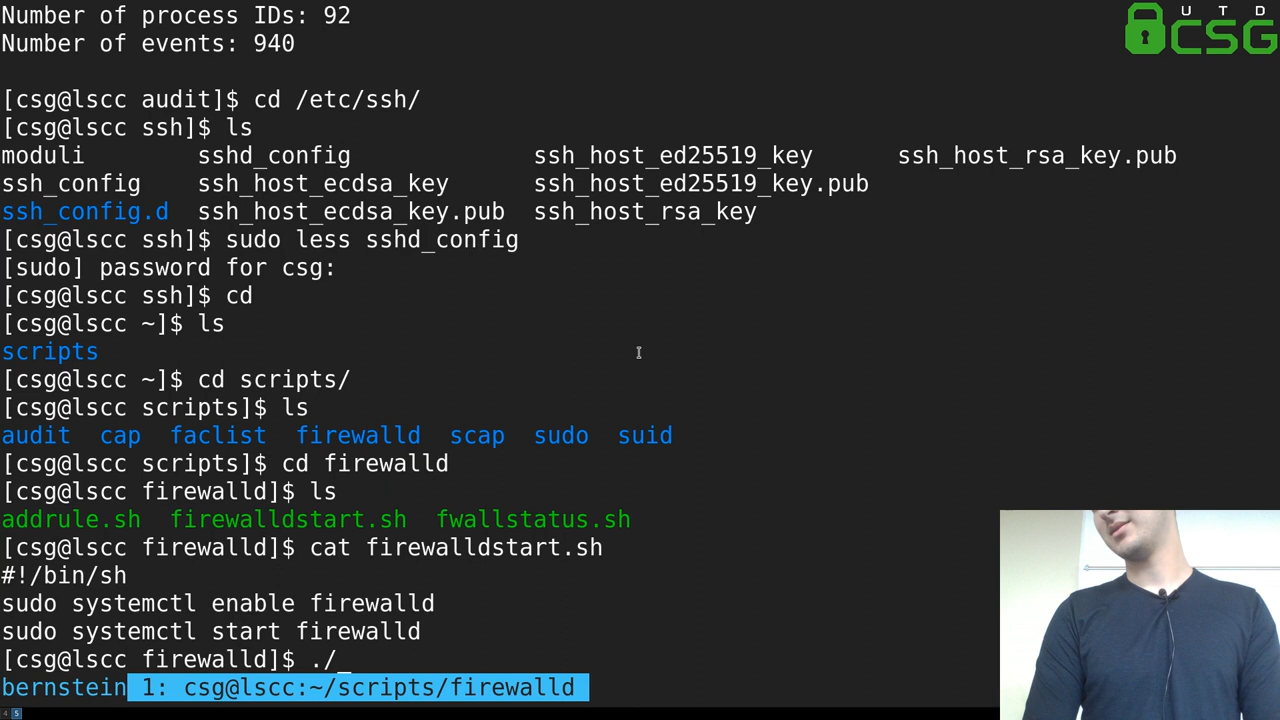 Number of process IDs: 92
Number of events: 940
UTD
CSG
[csg@lscc audit]$ cd /etc/ssh/
[csg@lscc ssh]$ ls
moduli sshd_config ssh_host_ed25519_key ssh_host_rsa_key.pub
ssh_config ssh_host_ecdsa_key ssh_host_ed25519_key.pub
ssh_config.d ssh_host_ecdsa_key.pub ssh_host_rsa_key
[csg@lscc ssh]$ sudo less sshd_config
[sudo] password for csg:
[csg@lscc ssh]$ cd
[csg@lscc ~]$ ls
scripts
[csg@lscc ~]$ cd scripts/
[csg@lscc scripts]$ ls
audit cap faclist firewalld scap sudo suid
[csg@lscc scripts]$ cd firewalld
[csg@lscc firewalld]$ ls
addrule.sh firewalldstart.sh fwallstatus.sh
[csg@lscc firewalld]$ cat firewalldstart.sh
#!/bin/sh
sudo systemctl enable firewalld
sudo systemctl start firewalld
[csg@lscc firewalld]$ ./_
bernstein 1: csg@lscc:~/scripts/firewalld
4 5